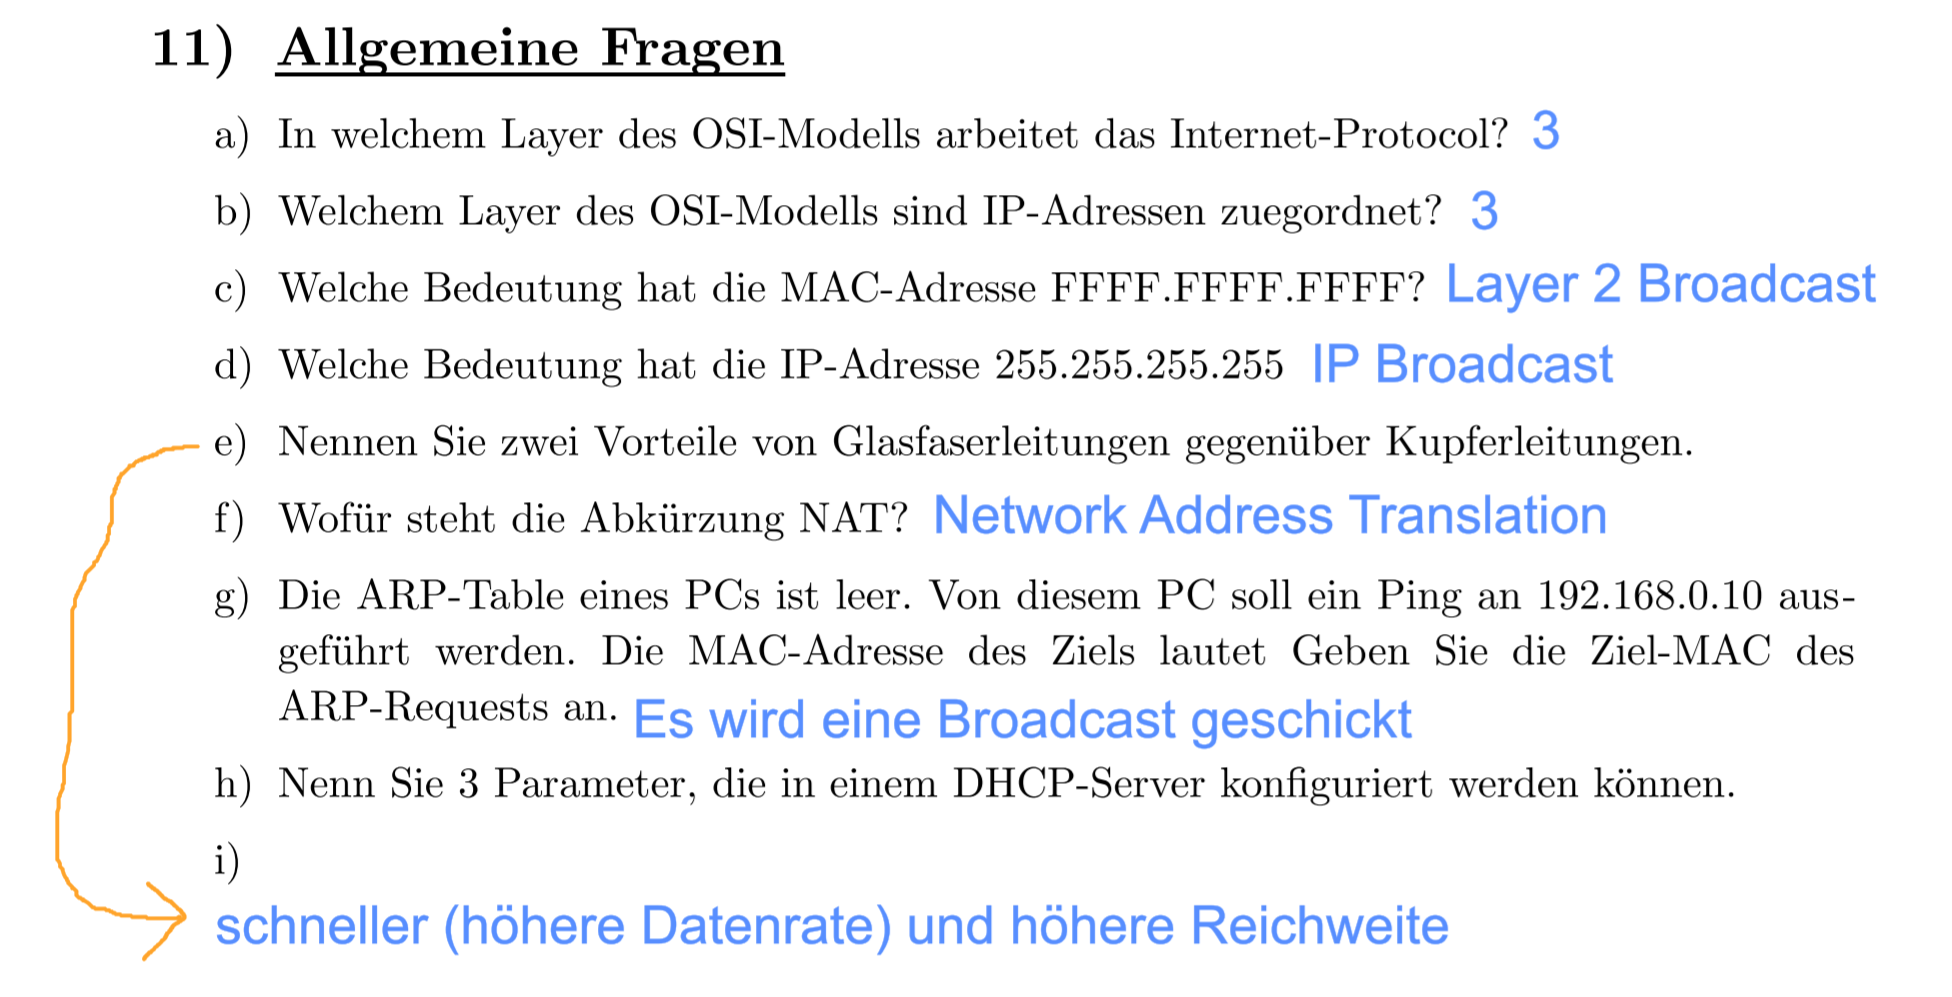 11) Allgemeine Fragen
a) In welchem Layer des OSI-Modells arbeitet das Internet-Protocol? 3
b) Welchem Layer des OSI-Modells sind IP-Adressen zuegordnet? 3
c) Welche Bedeutung hat die MAC-Adresse FFFF.FFFF.FFFF? Layer 2 Broadcast
d) Welche Bedeutung hat die IP-Adresse 255.255.255.255 IP Broadcast
e) Nennen Sie zwei Vorteile von Glasfaserleitungen gegenüber Kupferleitungen.
f) Wofür steht die Abkürzung NAT? Network Address Translation
g) Die ARP-Table eines PCs ist leer. Von diesem PC soll ein Ping an 192.168.0.10 aus-
geführt werden. Die MAC-Adresse des Ziels lautet Geben Sie die Ziel-MAC des
ARP-Requests an. Es wird eine Broadcast geschickt
h) Nenn Sie 3 Parameter, die in einem DHCP-Server konfiguriert werden können.
i)
schneller (höhere Datenrate) und höhere Reichweite